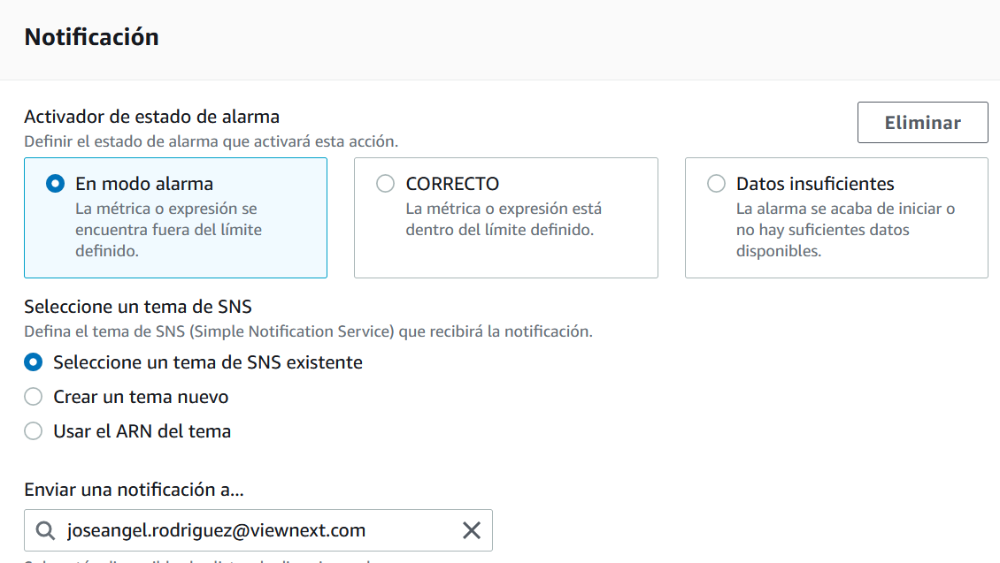 Notificación
Activador de estado de alarma
Eliminar
Definir el estado de alarma que activará esta acción.
En modo alarma
La métrica o expresión se
encuentra fuera del límite
definido.
CORRECTO
La métrica o expresión está
dentro del límite definido.
Datos insuficientes
La alarma se acaba de iniciar o
no hay suficientes datos
disponibles.
Seleccione un tema de SNS
Defina el tema de SNS (Simple Notification Service) que recibirá la notificación.
Seleccione un tema de SNS existente
Crear un tema nuevo
Usar el ARN del tema
Enviar una notificación a...
joseangel.rodriguez@viewnext.com